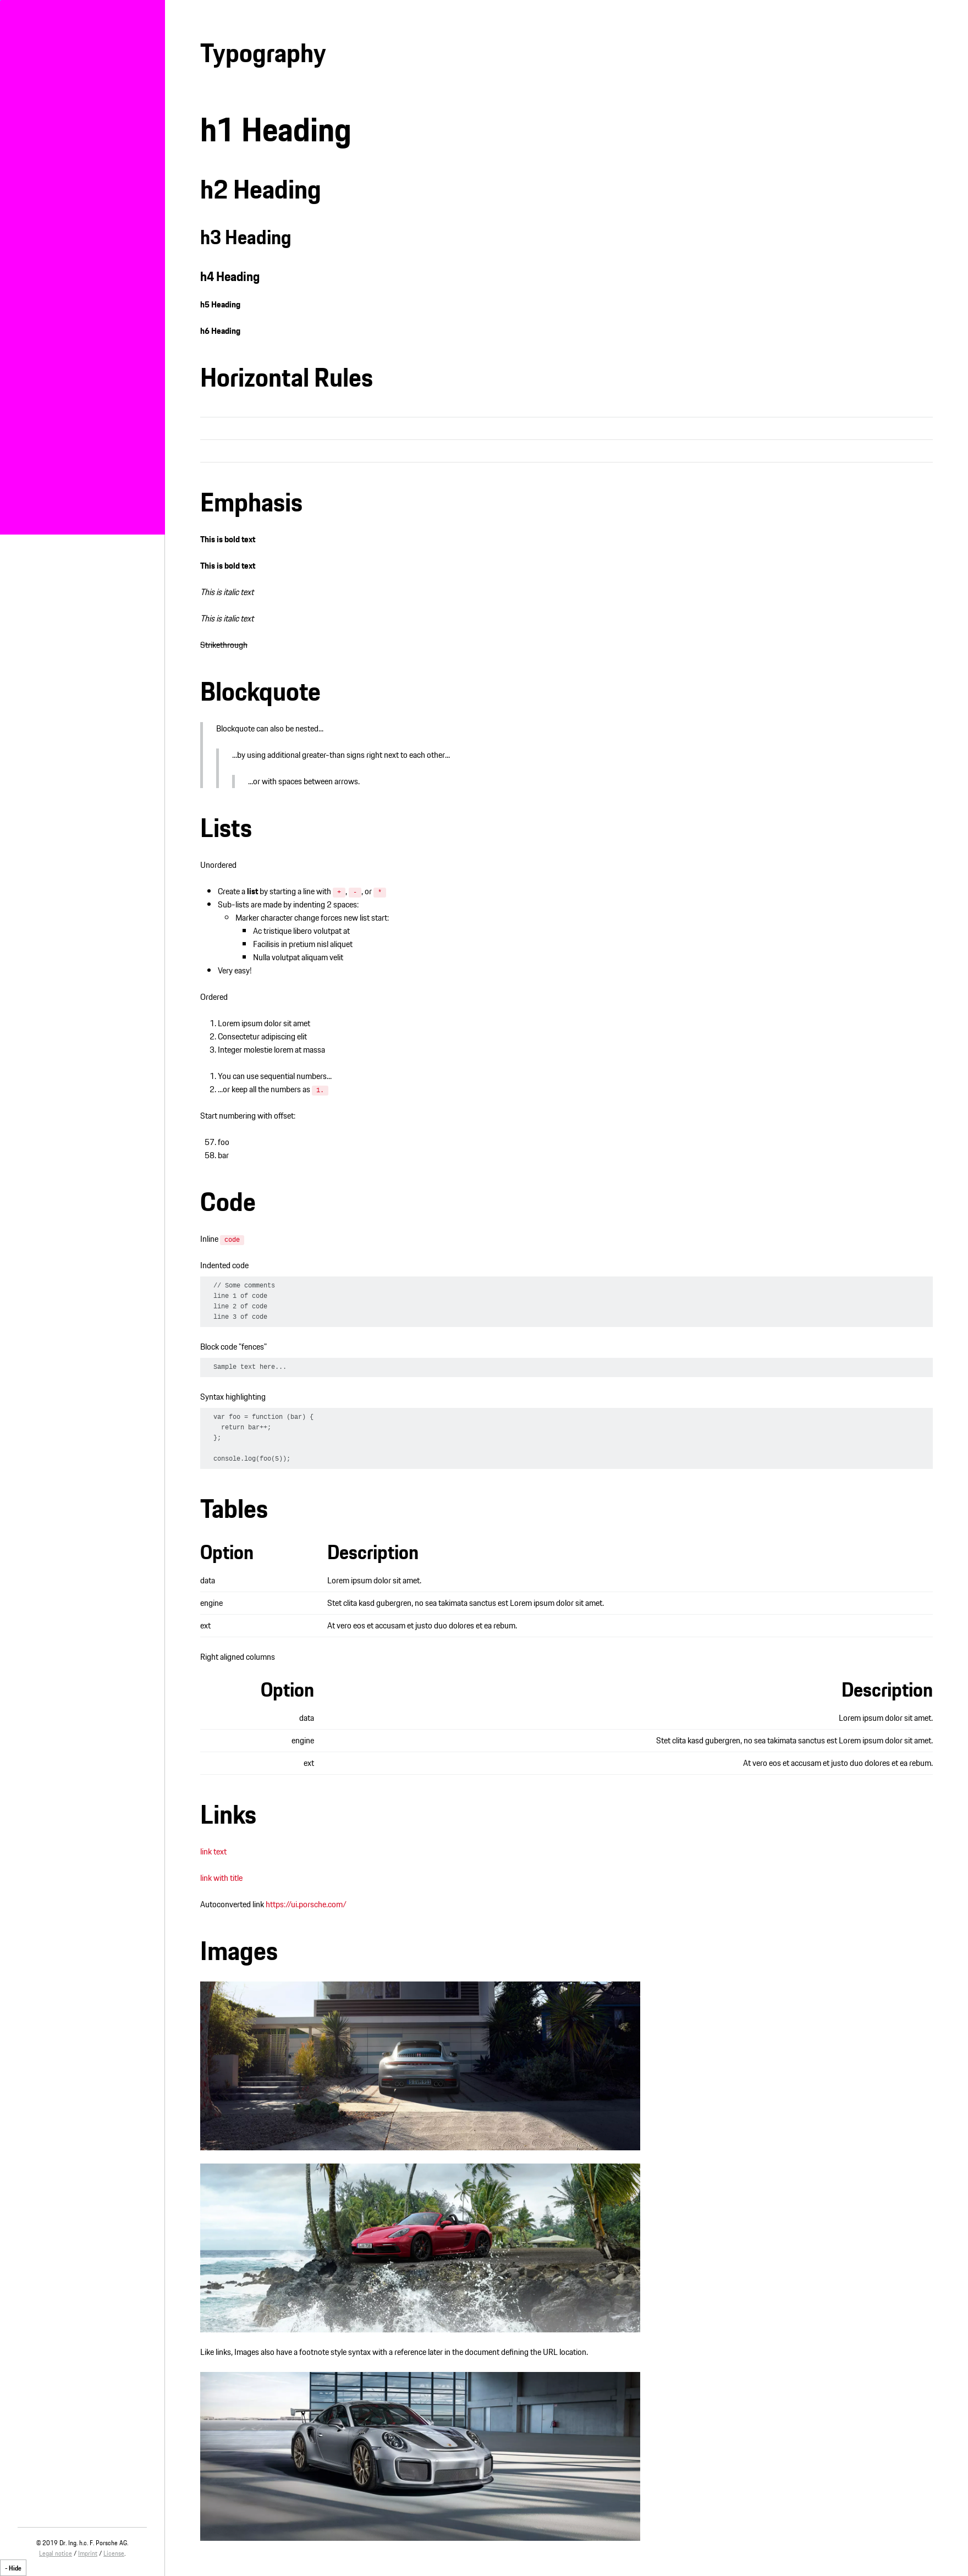 Typography
h1 Heading
h2 Heading
h3 Heading
h4 Heading
h5 Heading
h6 Heading
Horizontal Rules
Emphasis
This is bold text
This is bold text
This is italic text
This is italic text
Strikethrough
Blockquote
Blockquote can also be nested...
...by using additional greater-than signs right next to each other...
...or with spaces between arrows.
Lists
Unordered
Create a list by starting a line with +, -, or *
Sub-lists are made by indenting 2 spaces:
Marker character change forces new list start:
Ac tristique libero volutpat at
Facilisis in pretium nisl aliquet
Nulla volutpat aliquam velit
Very easy!
Ordered
1. Lorem ipsum dolor sit amet
2. Consectetur adipiscing elit
3. Integer molestie lorem at massa
1. You can use sequential numbers...
2. ...or keep all the numbers as 1.
Start numbering with offset:
57. foo
58. bar
Code
Inline code
Indented code
// Some comments
line 1 of code
line 2 of code
line 3 of code
Block code "fences"
Sample text here...
Syntax highlighting
var foo = function (bar) {
return bar++;
};
console.log(foo(5));
Tables
Option Description
data Lorem ipsum dolor sit amet.
engine Stet clita kasd gubergren, no sea takimata sanctus est Lorem ipsum dolor sit amet.
ext At vero eos et accusam et justo duo dolores et ea rebum.
Right aligned columns
Option Description
data Lorem ipsum dolor sit amet.
engine Stet clita kasd gubergren, no sea takimata sanctus est Lorem ipsum dolor sit amet.
ext At vero eos et accusam et justo duo dolores et ea rebum.
Links
link text
link with title
Autoconverted link https://ui.porsche.com/
Images
Like links, Images also have a footnote style syntax with a reference later in the document defining the URL location.
© 2019 Dr. Ing. h.c. F. Porsche AG.
Legal notice / Imprint / License.
- Hide